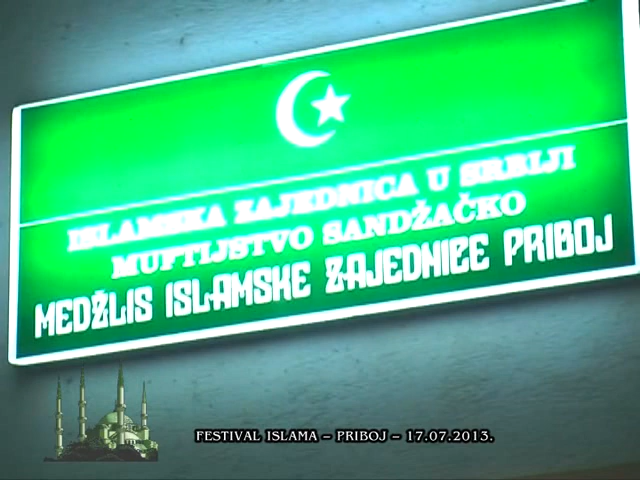 ISLAMSKA ZAJEDNICA U SRBIJI
MUFTIJSTVO SANDŽAČKO
MEDŽLIS ISLAMSKE ZAJEDNICE PRIBOJ
FESTIVAL ISLAMA – PRIBOJ – 17.07.2013.